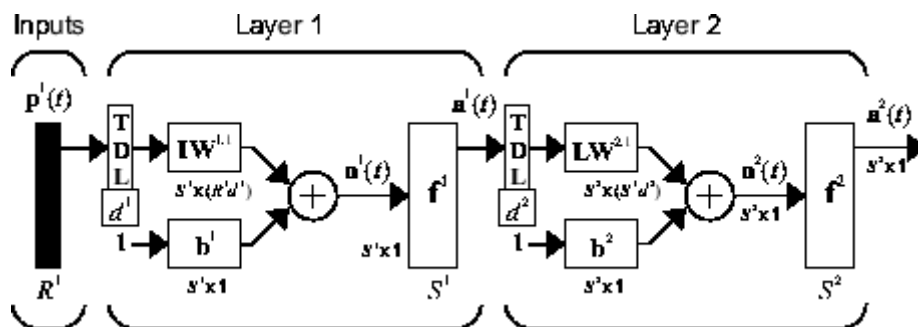 Inputs
Layer 1
Layer 2
p¹(t)
a¹(t)
a²(t)
T
D
L
d¹
IW¹,¹
S¹x(R¹d¹)
n¹(t)
f¹
S¹x1
1
b¹
S¹x1
R¹
S¹
T
D
L
d²
LW²,¹
S²x(S¹d²)
n²(t)
S²x1
f²
S²x1
1
b²
S²x1
S²